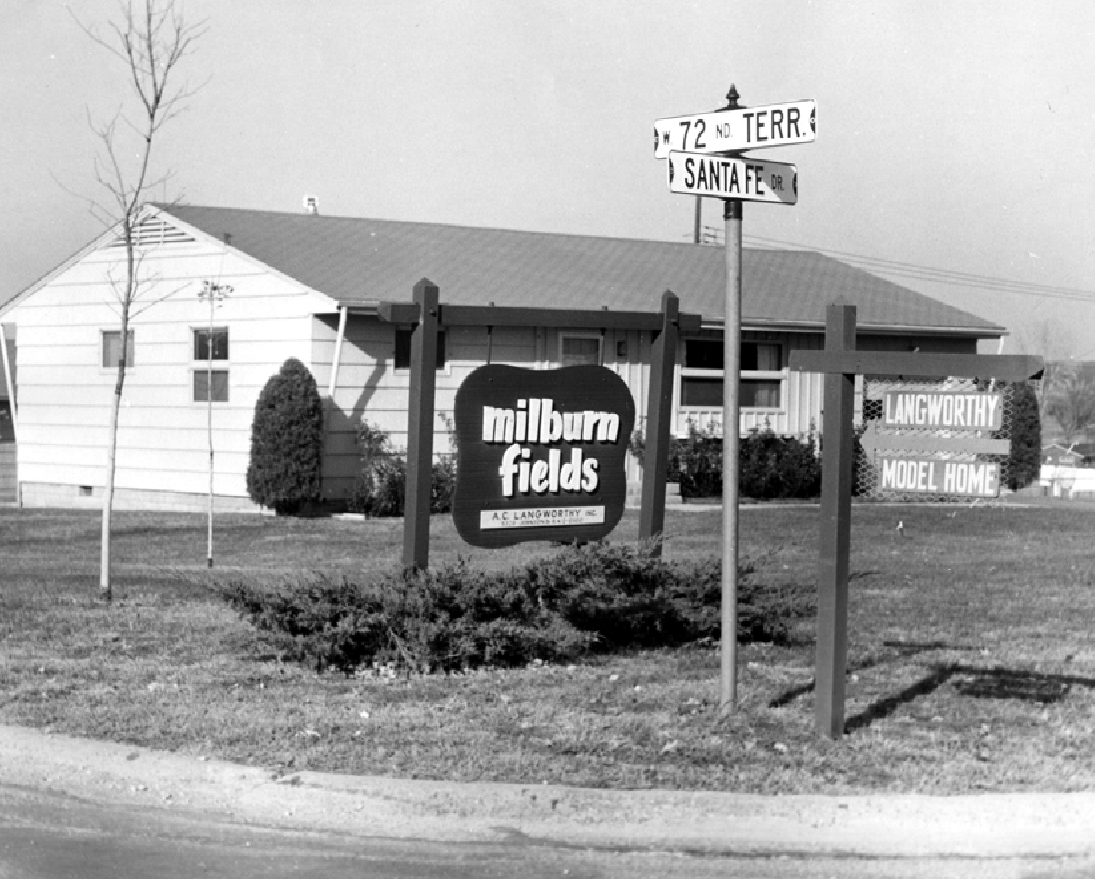 W. 72 ND. TERR.
SANTA FE DR.
milburn
fields
A.C. LANGWORTHY INC.
LANGWORTHY
MODEL HOME